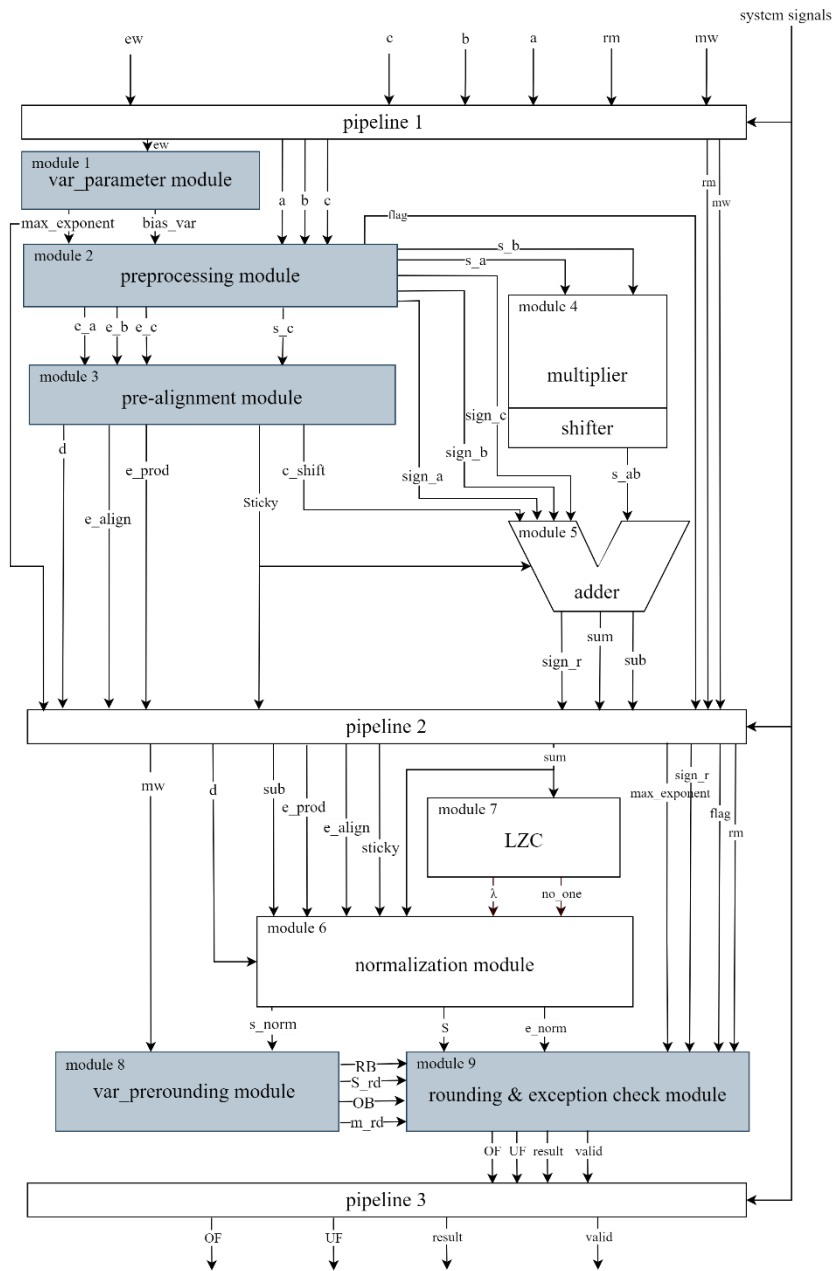 system signals
ew
c
b
a
rm
mw
pipeline 1
ew
module 1
var_parameter module
a
b
c
rm
mw
max_exponent
bias_var
flag
module 2
preprocessing module
s_b
s_a
module 4
multiplier
shifter
e_a
e_b
e_c
s_c
module 3
pre-alignment module
sign_c
sign_b
sign_a
d
e_prod
e_align
Sticky
c_shift
s_ab
module 5
adder
sign_r
sum
sub
pipeline 2
mw
d
sub
e_prod
e_align
sticky
sum
max_exponent
sign_r
flag
rm
module 7
LZC
λ
no_one
module 6
normalization module
s_norm
S
e_norm
module 8
var_prerounding module
RB
S_rd
OB
m_rd
module 9
rounding & exception check module
OF
UF
result
valid
pipeline 3
OF
UF
result
valid